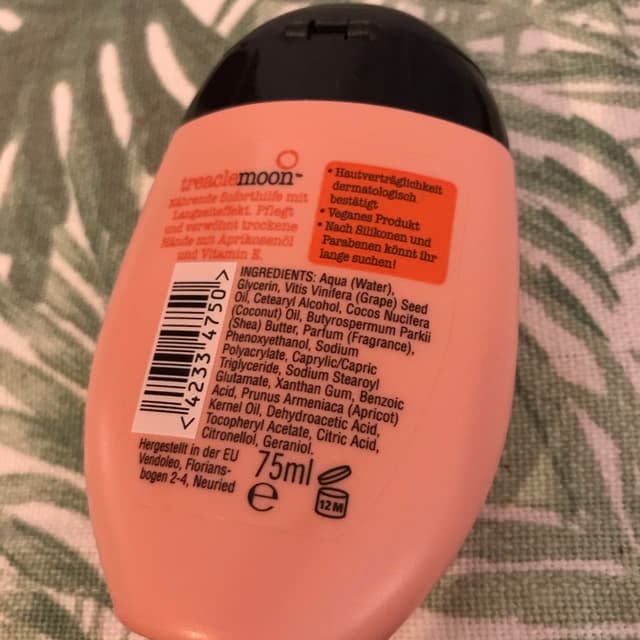 treaclemoon™
Nährende Soforthilfe mit
Langzeiteffekt. Pflegt
und verwöhnt trockene
Hände mit Aprikosenöl
und Vitamin E.
• Hautverträglichkeit
dermatologisch
bestätigt
• Veganes Produkt
• Nach Silikonen und
Parabenen könnt ihr
lange suchen!
INGREDIENTS: Aqua (Water),
Glycerin, Vitis Vinifera (Grape) Seed
Oil, Cetearyl Alcohol, Cocos Nucifera
(Coconut) Oil, Butyrospermum Parkii
(Shea) Butter, Parfum (Fragrance),
Phenoxyethanol, Sodium
Polyacrylate, Caprylic/Capric
Triglyceride, Sodium Stearoyl
Glutamate, Xanthan Gum, Benzoic
Acid, Prunus Armeniaca (Apricot)
Kernel Oil, Dehydroacetic Acid,
Tocopheryl Acetate, Citric Acid,
Citronellol, Geraniol.
<42334750>
Hergestellt in der EU
Vendoleo, Florians-
bogen 2-4, Neuried
75ml
e
12M